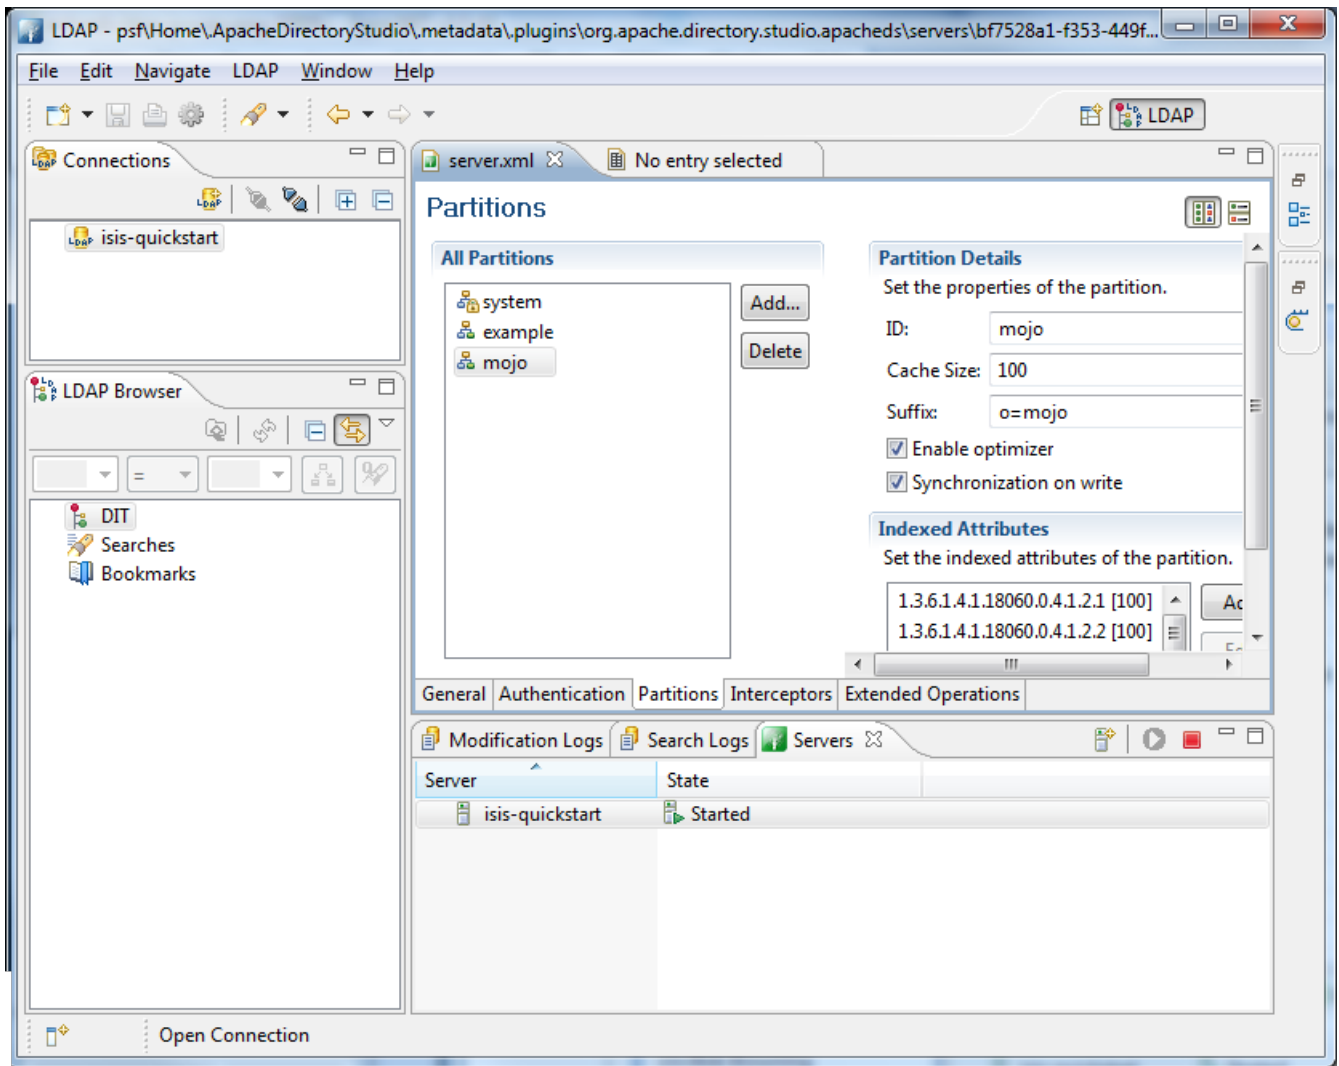 LDAP - psf\Home\.ApacheDirectoryStudio\.metadata\.plugins\org.apache.directory.studio.apacheds\servers\bf7528a1-f353-449f...
File Edit Navigate LDAP Window Help
LDAP
Connections
server.xml
No entry selected
isis-quickstart
Partitions
All Partitions
system
example
mojo
Add...
Delete
Partition Details
Set the properties of the partition.
ID: mojo
Cache Size: 100
Suffix: o=mojo
Enable optimizer
Synchronization on write
Indexed Attributes
Set the indexed attributes of the partition.
1.3.6.1.4.1.18060.0.4.1.2.1 [100]
1.3.6.1.4.1.18060.0.4.1.2.2 [100]
General Authentication Partitions Interceptors Extended Operations
LDAP Browser
=
DIT
Searches
Bookmarks
Modification Logs Search Logs Servers
Server State
isis-quickstart Started
Open Connection